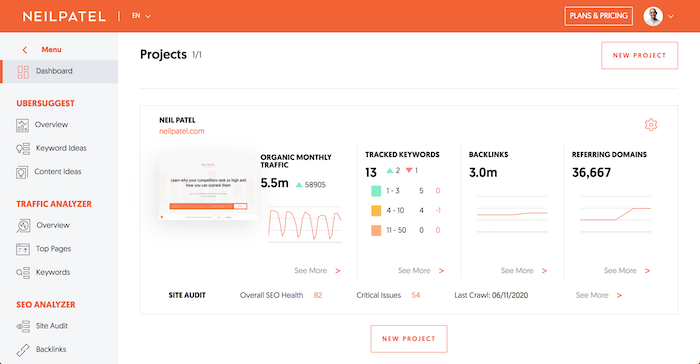 NEILPATEL EN PLANS & PRICING
Menu
Dashboard
UBERSUGGEST
Overview
Keyword Ideas
Content Ideas
TRAFFIC ANALYZER
Overview
Top Pages
Keywords
SEO ANALYZER
Site Audit
Backlinks
Projects 1/1
NEW PROJECT
NEIL PATEL
neilpatel.com
Learn why your competitors rank so high and
how you can outrank them
ORGANIC MONTHLY
TRAFFIC
5.5m 58905
See More >
TRACKED KEYWORDS
13 2 1
1 - 3 5 0
4 - 10 4 -1
11 - 50 0 0
See More >
BACKLINKS
3.0m
See More >
REFERRING DOMAINS
36,667
See More >
SITE AUDIT Overall SEO Health 82 Critical Issues 54 Last Crawl: 06/11/2020 See More >
NEW PROJECT